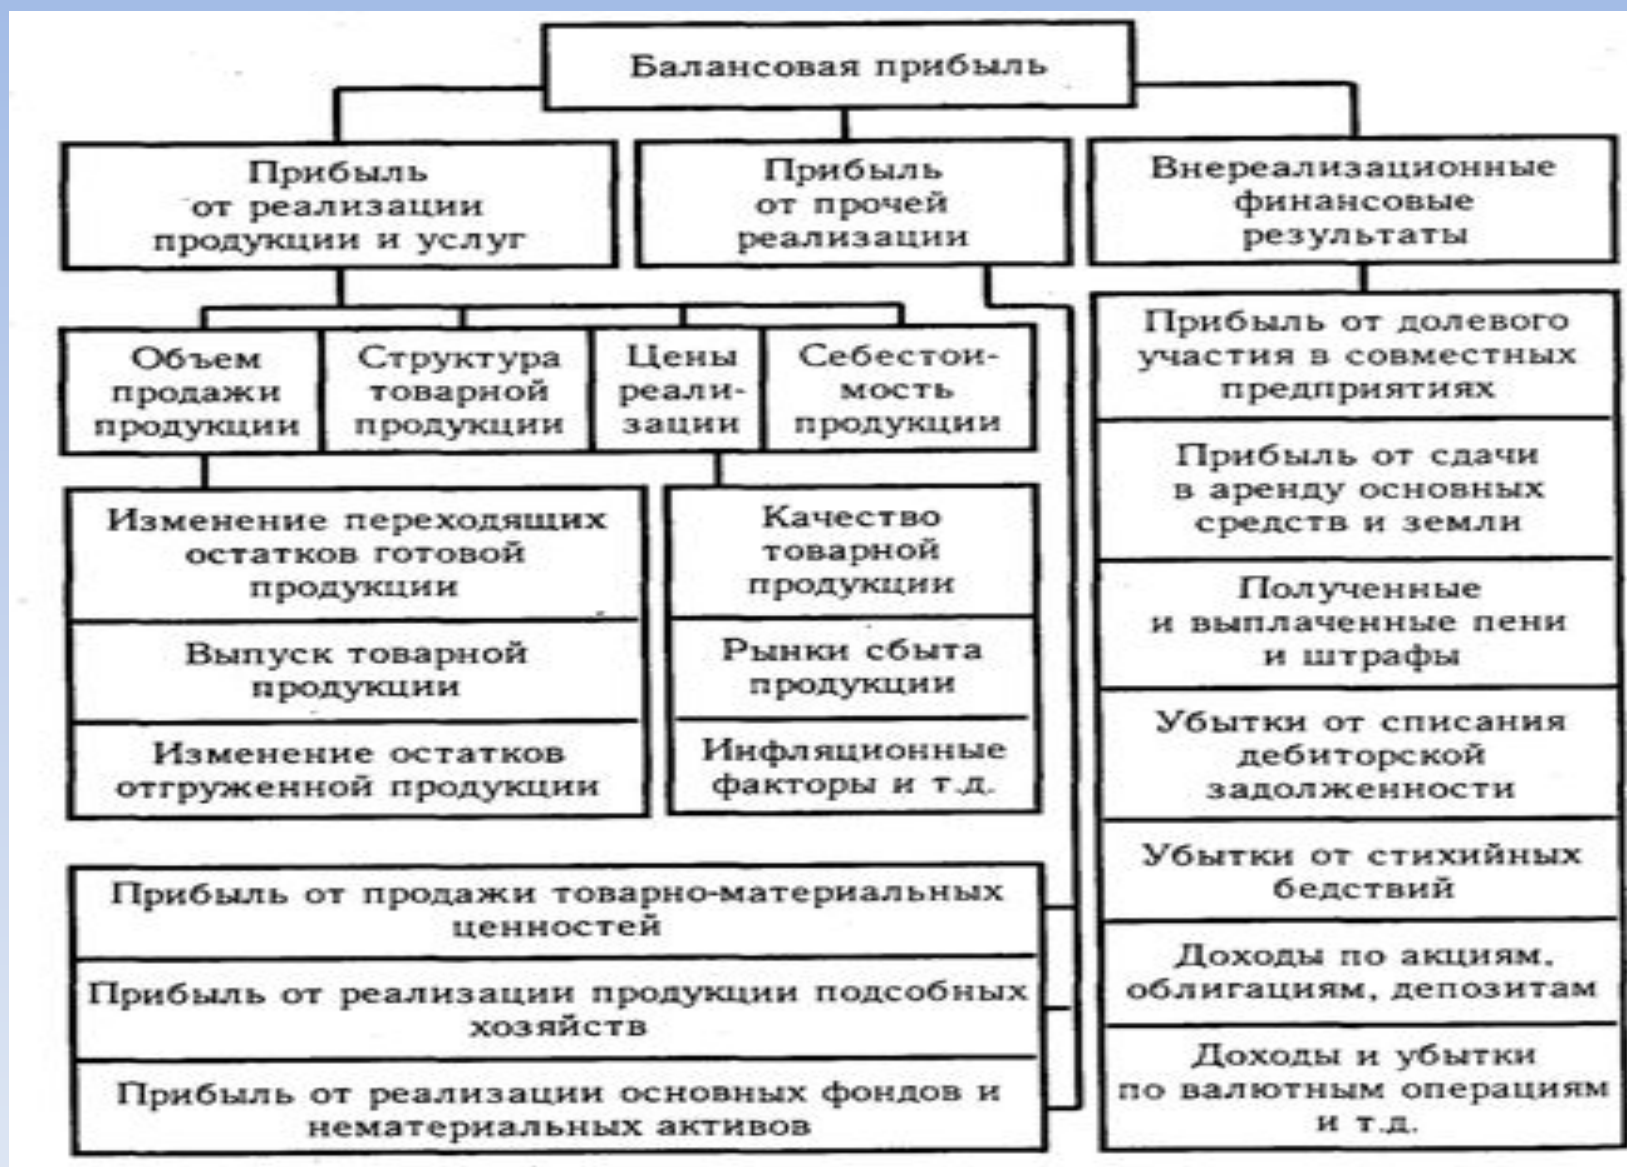 Балансовая прибыль
Прибыль
от реализации
продукции и услуг
Прибыль
от прочей
реализации
Внереализационные
финансовые
результаты
Объем
продажи
продукции
Структура
товарной
продукции
Цены
реали-
зации
Себестои-
мость
продукции
Изменение переходящих
остатков готовой
продукции
Выпуск товарной
продукции
Изменение остатков
отгруженной продукции
Качество
товарной
продукции
Рынки сбыта
продукции
Инфляционные
факторы и т.д.
Прибыль от продажи товарно-материальных
ценностей
Прибыль от реализации продукции подсобных
хозяйств
Прибыль от реализации основных фондов и
нематериальных активов
Прибыль от долевого
участия в совместных
предприятиях
Прибыль от сдачи
в аренду основных
средств и земли
Полученные
и выплаченные пени
и штрафы
Убытки от списания
дебиторской
задолженности
Убытки от стихийных
бедствий
Доходы по акциям,
облигациям, депозитам
Доходы и убытки
по валютным операциям
и т.д.